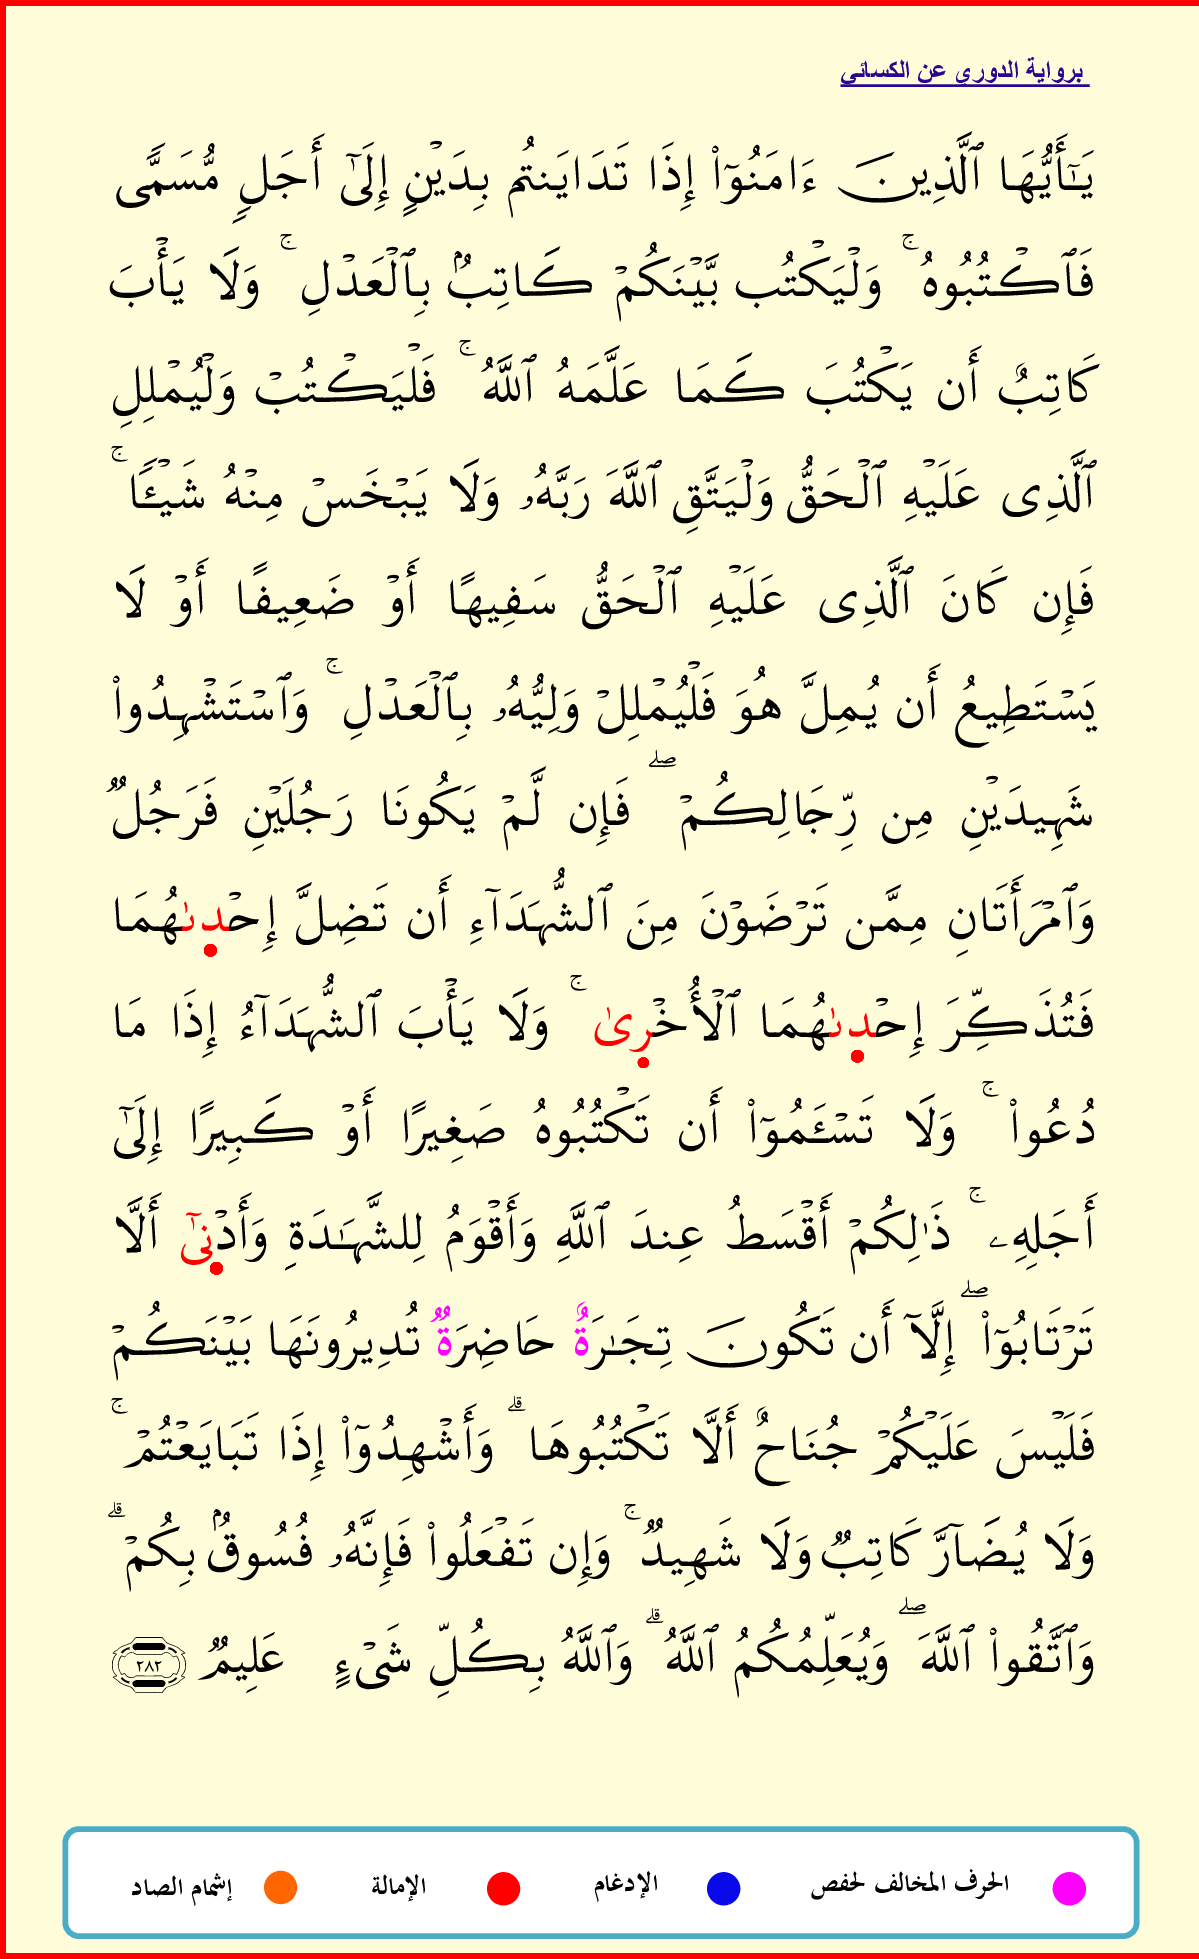 برواية الدوري عن الكسائي
يَـٰٓأَيُّهَا ٱلَّذِينَ ءَامَنُوٓاْ إِذَا تَدَايَنتُم بِدَيْنٍ إِلَىٰٓ أَجَلٍ مُّسَمًّى
فَٱكْتُبُوهُ ۚ وَلْيَكْتُب بَّيْنَكُمْ كَاتِبٌۢ بِٱلْعَدْلِ ۚ وَلَا يَأْبَ
كَاتِبٌ أَن يَكْتُبَ كَمَا عَلَّمَهُ ٱللَّهُ ۚ فَلْيَكْتُبْ وَلْيُمْلِلِ
ٱلَّذِى عَلَيْهِ ٱلْحَقُّ وَلْيَتَّقِ ٱللَّهَ رَبَّهُۥ وَلَا يَبْخَسْ مِنْهُ شَيْـًٔا ۚ
فَإِن كَانَ ٱلَّذِى عَلَيْهِ ٱلْحَقُّ سَفِيهًا أَوْ ضَعِيفًا أَوْ لَا
يَسْتَطِيعُ أَن يُمِلَّ هُوَ فَلْيُمْلِلْ وَلِيُّهُۥ بِٱلْعَدْلِ ۚ وَٱسْتَشْهِدُواْ
شَهِيدَيْنِ مِن رِّجَالِكُمْ ۖ فَإِن لَّمْ يَكُونَا رَجُلَيْنِ فَرَجُلٌ
وَٱمْرَأَتَانِ مِمَّن تَرْضَوْنَ مِنَ ٱلشُّهَدَآءِ أَن تَضِلَّ إِحْدِىٰهُمَا
فَتُذَكِّرَ إِحْدِىٰهُمَا ٱلْأُخْرِىٰ ۚ وَلَا يَأْبَ ٱلشُّهَدَآءُ إِذَا مَا
دُعُواْ ۚ وَلَا تَسْـَٔمُوٓاْ أَن تَكْتُبُوهُ صَغِيرًا أَوْ كَبِيرًا إِلَىٰٓ
أَجَلِهِۦ ۚ ذَٰلِكُمْ أَقْسَطُ عِندَ ٱللَّهِ وَأَقْوَمُ لِلشَّهَـٰدَةِ وَأَدْنِىٰٓ أَلَّا
تَرْتَابُوٓاْ ۖ إِلَّآ أَن تَكُونَ تِجَـٰرَةٌ حَاضِرَةٌ تُدِيرُونَهَا بَيْنَكُمْ
فَلَيْسَ عَلَيْكُمْ جُنَاحٌ أَلَّا تَكْتُبُوهَا ۗ وَأَشْهِدُوٓاْ إِذَا تَبَايَعْتُمْ ۚ
وَلَا يُضَآرَّ كَاتِبٌ وَلَا شَهِيدٌ ۚ وَإِن تَفْعَلُواْ فَإِنَّهُۥ فُسُوقٌۢ بِكُمْ ۗ
وَٱتَّقُواْ ٱللَّهَ ۖ وَيُعَلِّمُكُمُ ٱللَّهُ ۗ وَٱللَّهُ بِكُلِّ شَىْءٍ عَلِيمٌ ٢٨٢
الحرف المخالف لحفص الإدغام الإمالة إشمام الصاد